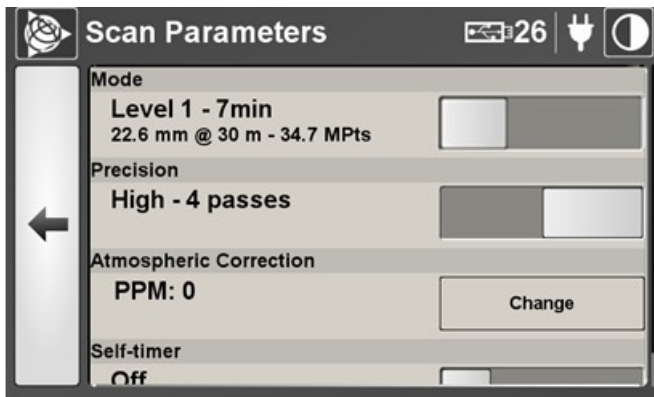 Scan Parameters
26
Mode
Level 1 - 7min
22.6 mm @ 30 m - 34.7 MPts
Precision
High - 4 passes
Atmospheric Correction
PPM: 0
Change
Self-timer
Off